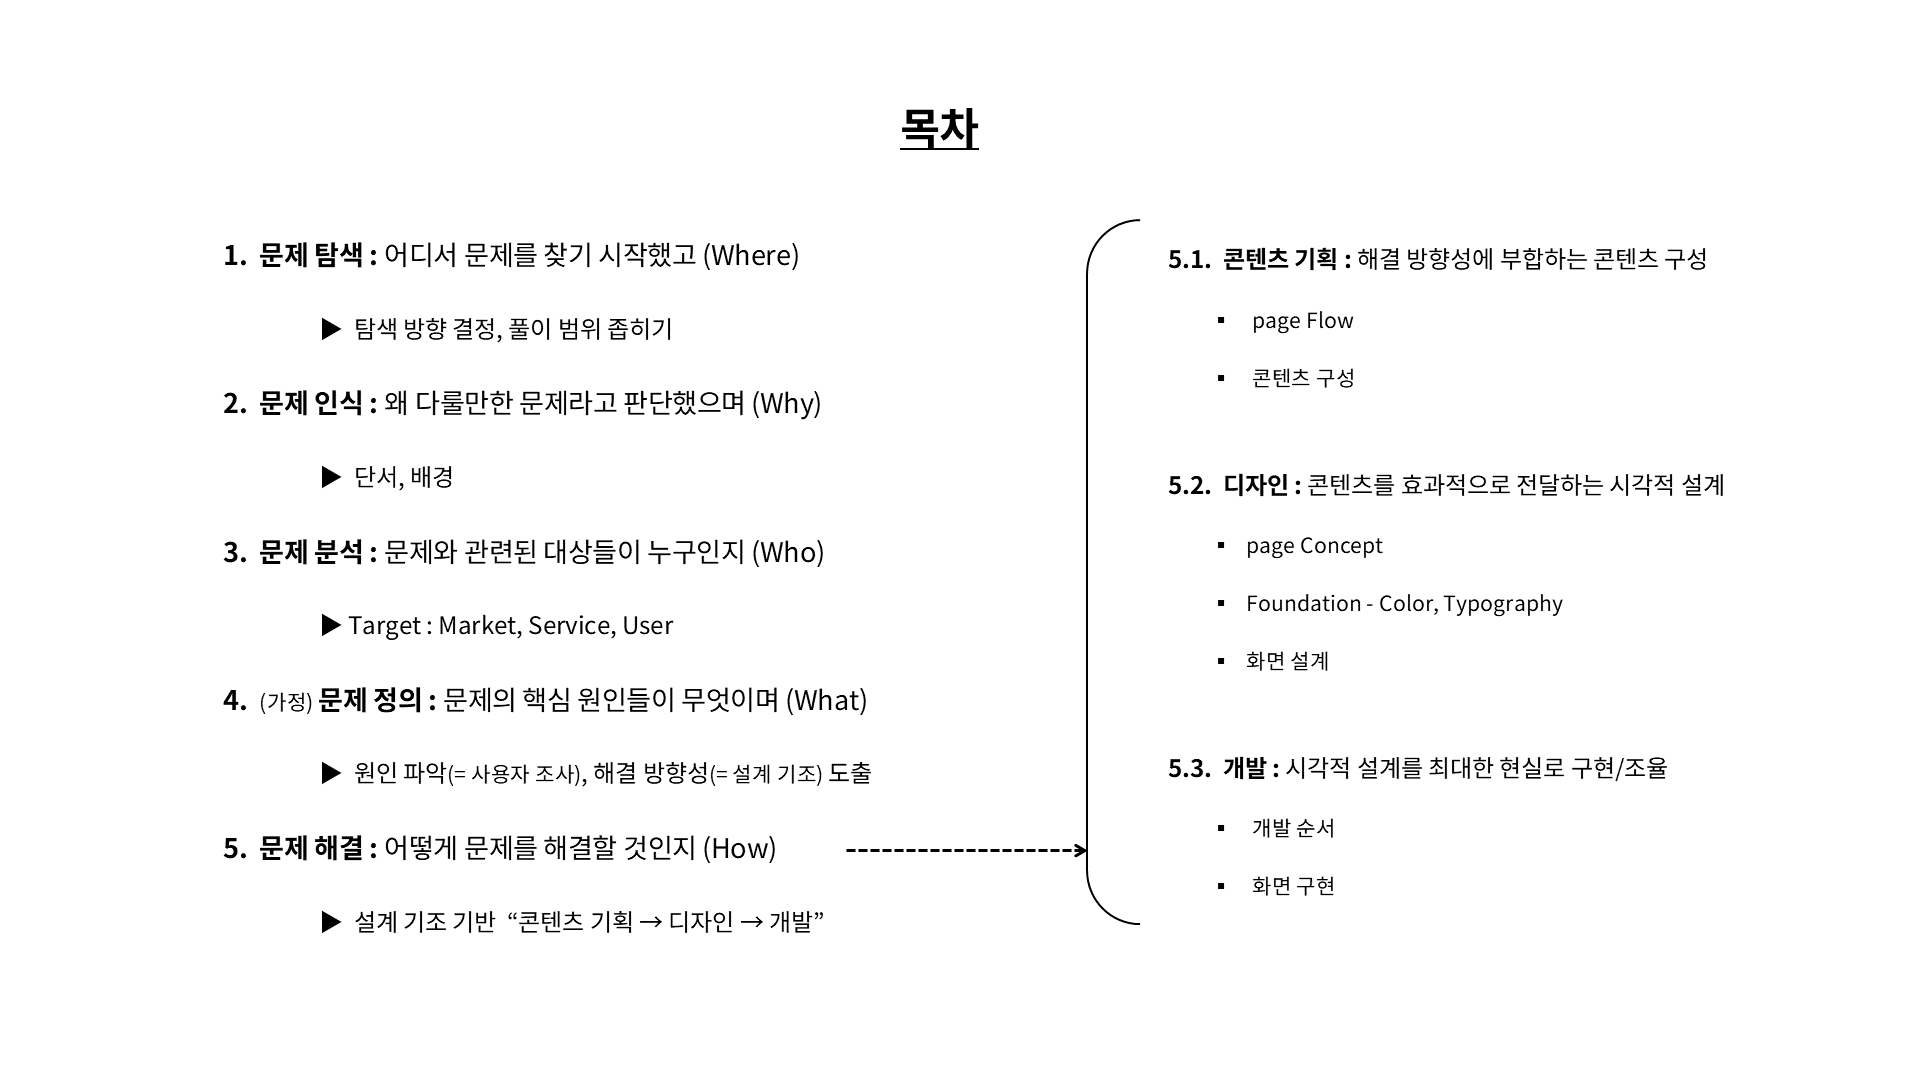 목차
1. 문제 탐색 : 어디서 문제를 찾기 시작했고 (Where)
▶ 탐색 방향 결정, 풀이 범위 좁히기
2. 문제 인식 : 왜 다룰만한 문제라고 판단했으며 (Why)
▶ 단서, 배경
3. 문제 분석 : 문제와 관련된 대상들이 누구인지 (Who)
▶ Target : Market, Service, User
4. (가정) 문제 정의 : 문제의 핵심 원인들이 무엇이며 (What)
▶ 원인 파악(= 사용자 조사), 해결 방향성(= 설계 기조) 도출
5. 문제 해결 : 어떻게 문제를 해결할 것인지 (How)
▶ 설계 기조 기반 “콘텐츠 기획 → 디자인 → 개발”
5.1. 콘텐츠 기획 : 해결 방향성에 부합하는 콘텐츠 구성
▪ page Flow
▪ 콘텐츠 구성
5.2. 디자인 : 콘텐츠를 효과적으로 전달하는 시각적 설계
▪ page Concept
▪ Foundation - Color, Typography
▪ 화면 설계
5.3. 개발 : 시각적 설계를 최대한 현실로 구현/조율
▪ 개발 순서
▪ 화면 구현